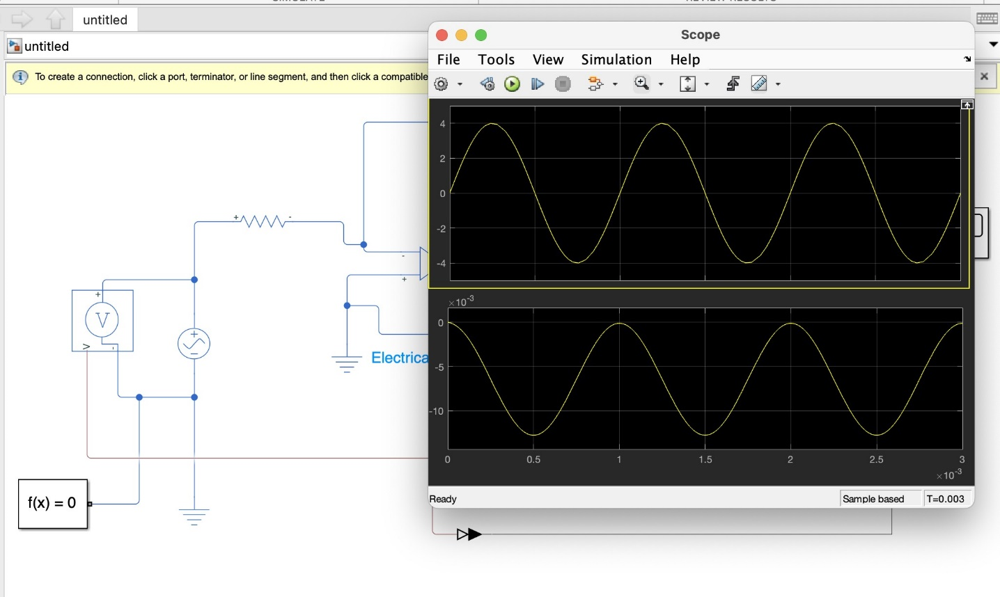 untitled
untitled
To create a connection, click a port, terminator, or line segment, and then click a compatible
Scope
File Tools View Simulation Help
4
2
0
-2
-4
×10-3
0
-5
-10
0 0.5 1 1.5 2 2.5 3
×10-3
Ready Sample based T=0.003
+ -
-
+
+
V
V -
+
-
Electrica
f(x) = 0